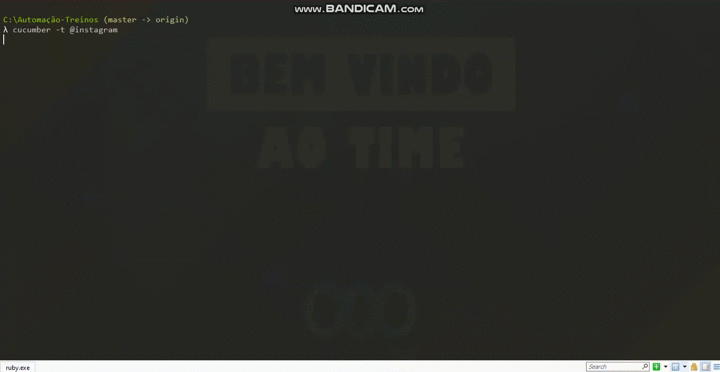 www.BANDICAM.com
C:\Automação-Treinos (master -> origin)
λ cucumber -t @instagram
BEM VINDO
AO TIME
ruby.exe
Search